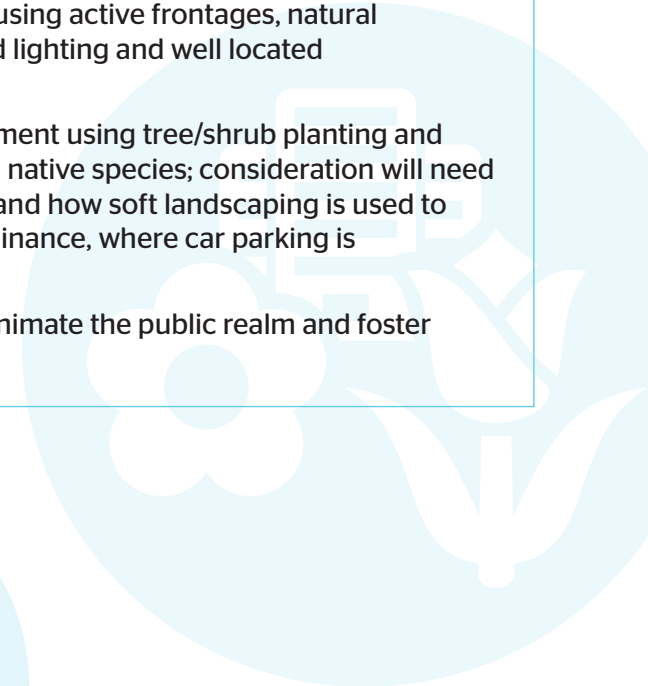 using active frontages, natural
lighting and well located
ment using tree/shrub planting and
native species; consideration will need
and how soft landscaping is used to
inance, where car parking is
nimate the public realm and foster